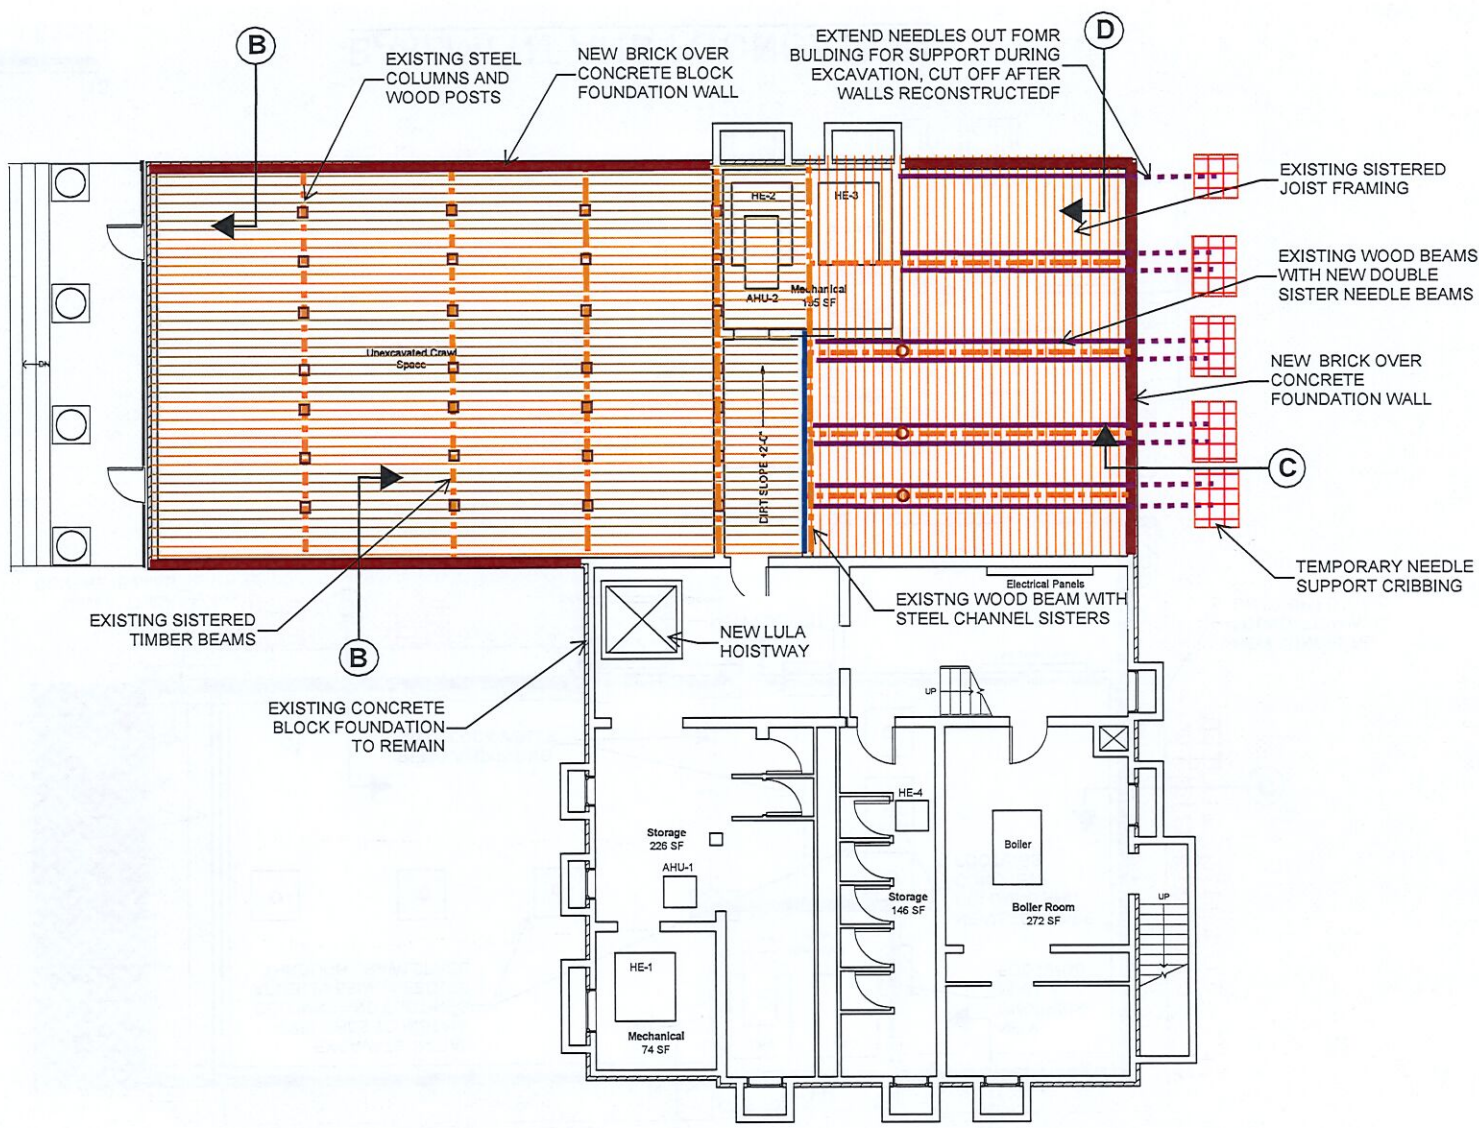 B
EXISTING STEEL
COLUMNS AND
WOOD POSTS
NEW BRICK OVER
CONCRETE BLOCK
FOUNDATION WALL
EXTEND NEEDLES OUT FOMR
BULDING FOR SUPPORT DURING
EXCAVATION, CUT OFF AFTER
WALLS RECONSTRUCTEDF
D
EXISTING SISTERED
JOIST FRAMING
HE-2
HE-3
EXISTING WOOD BEAMS
WITH NEW DOUBLE
SISTER NEEDLE BEAMS
AHU-2
Mechanical
195 SF
Unexcavated Crawl
Space
DN
NEW BRICK OVER
CONCRETE
FOUNDATION WALL
DIRT SLOPE +2'-0"
C
TEMPORARY NEEDLE
SUPPORT CRIBBING
EXISTING SISTERED
TIMBER BEAMS
B
NEW LULA
HOISTWAY
Electrical Panels
EXISTNG WOOD BEAM WITH
STEEL CHANNEL SISTERS
UP
EXISTING CONCRETE
BLOCK FOUNDATION
TO REMAIN
Storage
226 SF
AHU-1
HE-4
Boiler
Storage
146 SF
Boiler Room
272 SF
UP
HE-1
Mechanical
74 SF